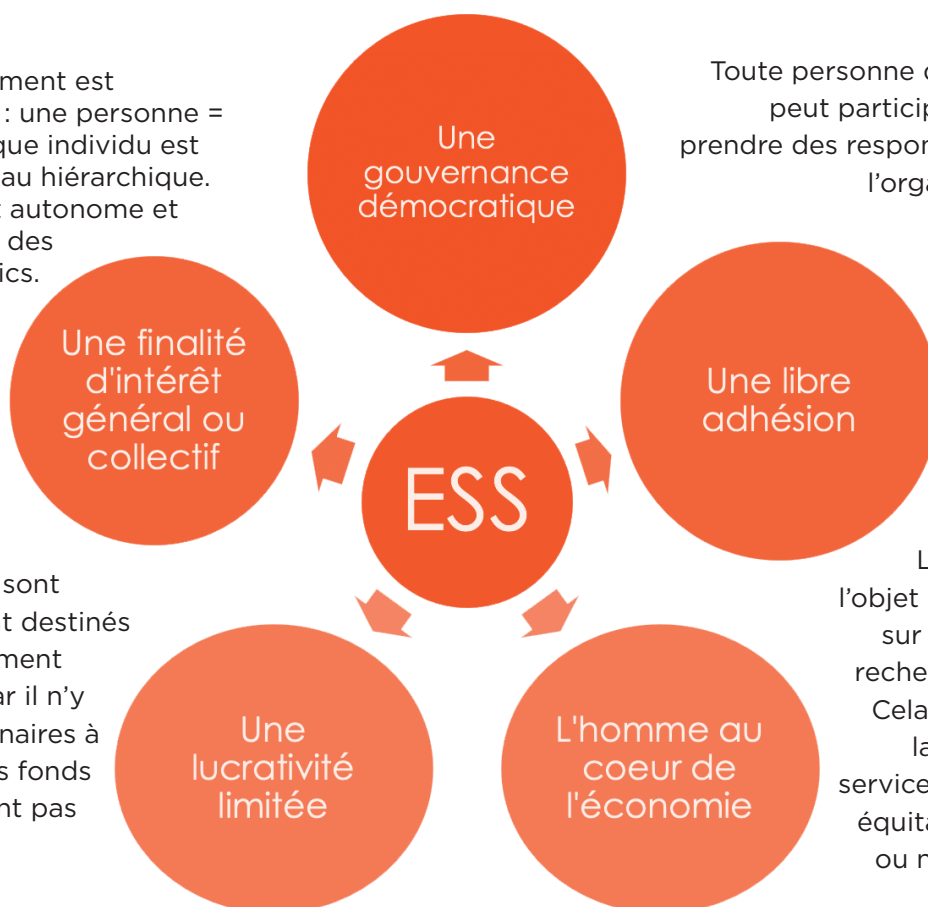 ment est
: une personne =
que individu est
au hiérarchique.
t autonome et
des
ics.
Une
gouvernance
démocratique
Toute personne
peut particip
prendre des respon
l'orga
Une finalité
d'intérêt
général ou
collectif
ESS
Une libre
adhésion
sont
t destinés
ment
ar il n'y
naires à
s fonds
nt pas
Une
lucrativité
limitée
L'homme au
coeur de
l'économie
L
l'objet
sur
reche
Cela
la
service
équita
ou n